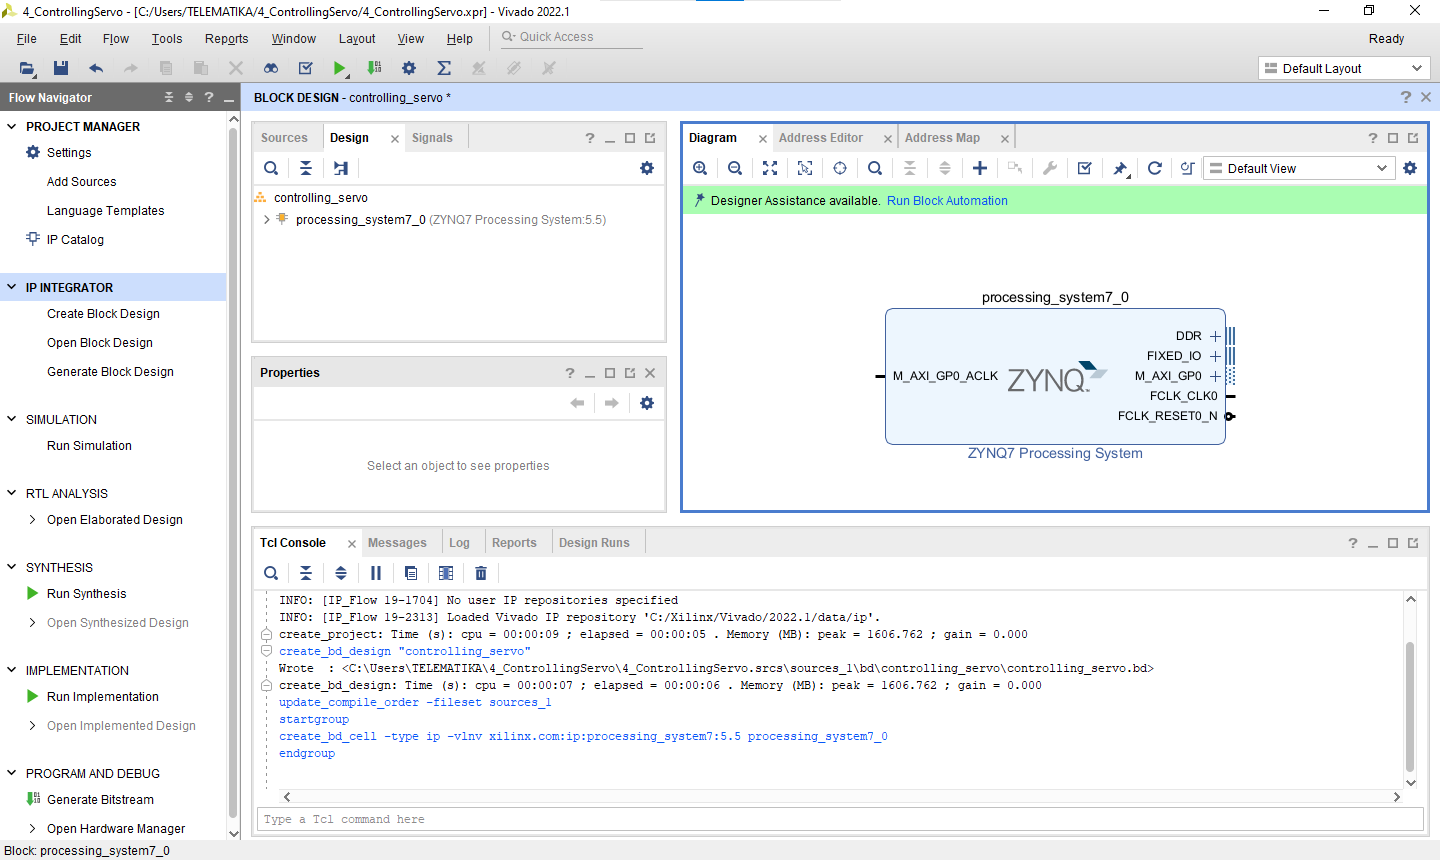 4_ControllingServo - [C:/Users/TELEMATIKA/4_ControllingServo/4_ControllingServo.xpr] - Vivado 2022.1
File Edit Flow Tools Reports Window Layout View Help Quick Access Ready
Default Layout
Flow Navigator
PROJECT MANAGER
Settings
Add Sources
Language Templates
IP Catalog
IP INTEGRATOR
Create Block Design
Open Block Design
Generate Block Design
SIMULATION
Run Simulation
RTL ANALYSIS
Open Elaborated Design
SYNTHESIS
Run Synthesis
Open Synthesized Design
IMPLEMENTATION
Run Implementation
Open Implemented Design
PROGRAM AND DEBUG
Generate Bitstream
Open Hardware Manager
BLOCK DESIGN - controlling_servo *
Sources Design Signals
controlling_servo
processing_system7_0 (ZYNQ7 Processing System:5.5)
Properties
Select an object to see properties
Diagram Address Editor Address Map
Default View
Designer Assistance available. Run Block Automation
processing_system7_0
DDR
FIXED_IO
M_AXI_GP0_ACLK ZYNQ M_AXI_GP0
FCLK_CLK0
FCLK_RESET0_N
ZYNQ7 Processing System
Tcl Console Messages Log Reports Design Runs
INFO: [IP_Flow 19-1704] No user IP repositories specified
INFO: [IP_Flow 19-2313] Loaded Vivado IP repository 'C:/Xilinx/Vivado/2022.1/data/ip'.
create_project: Time (s): cpu = 00:00:09 ; elapsed = 00:00:05 . Memory (MB): peak = 1606.762 ; gain = 0.000
create_bd_design "controlling_servo"
Wrote  : <C:\Users\TELEMATIKA\4_ControllingServo\4_ControllingServo.srcs\sources_1\bd\controlling_servo\controlling_servo.bd>
create_bd_design: Time (s): cpu = 00:00:07 ; elapsed = 00:00:06 . Memory (MB): peak = 1606.762 ; gain = 0.000
update_compile_order -fileset sources_1
startgroup
create_bd_cell -type ip -vlnv xilinx.com:ip:processing_system7:5.5 processing_system7_0
endgroup
Type a Tcl command here
Block: processing_system7_0